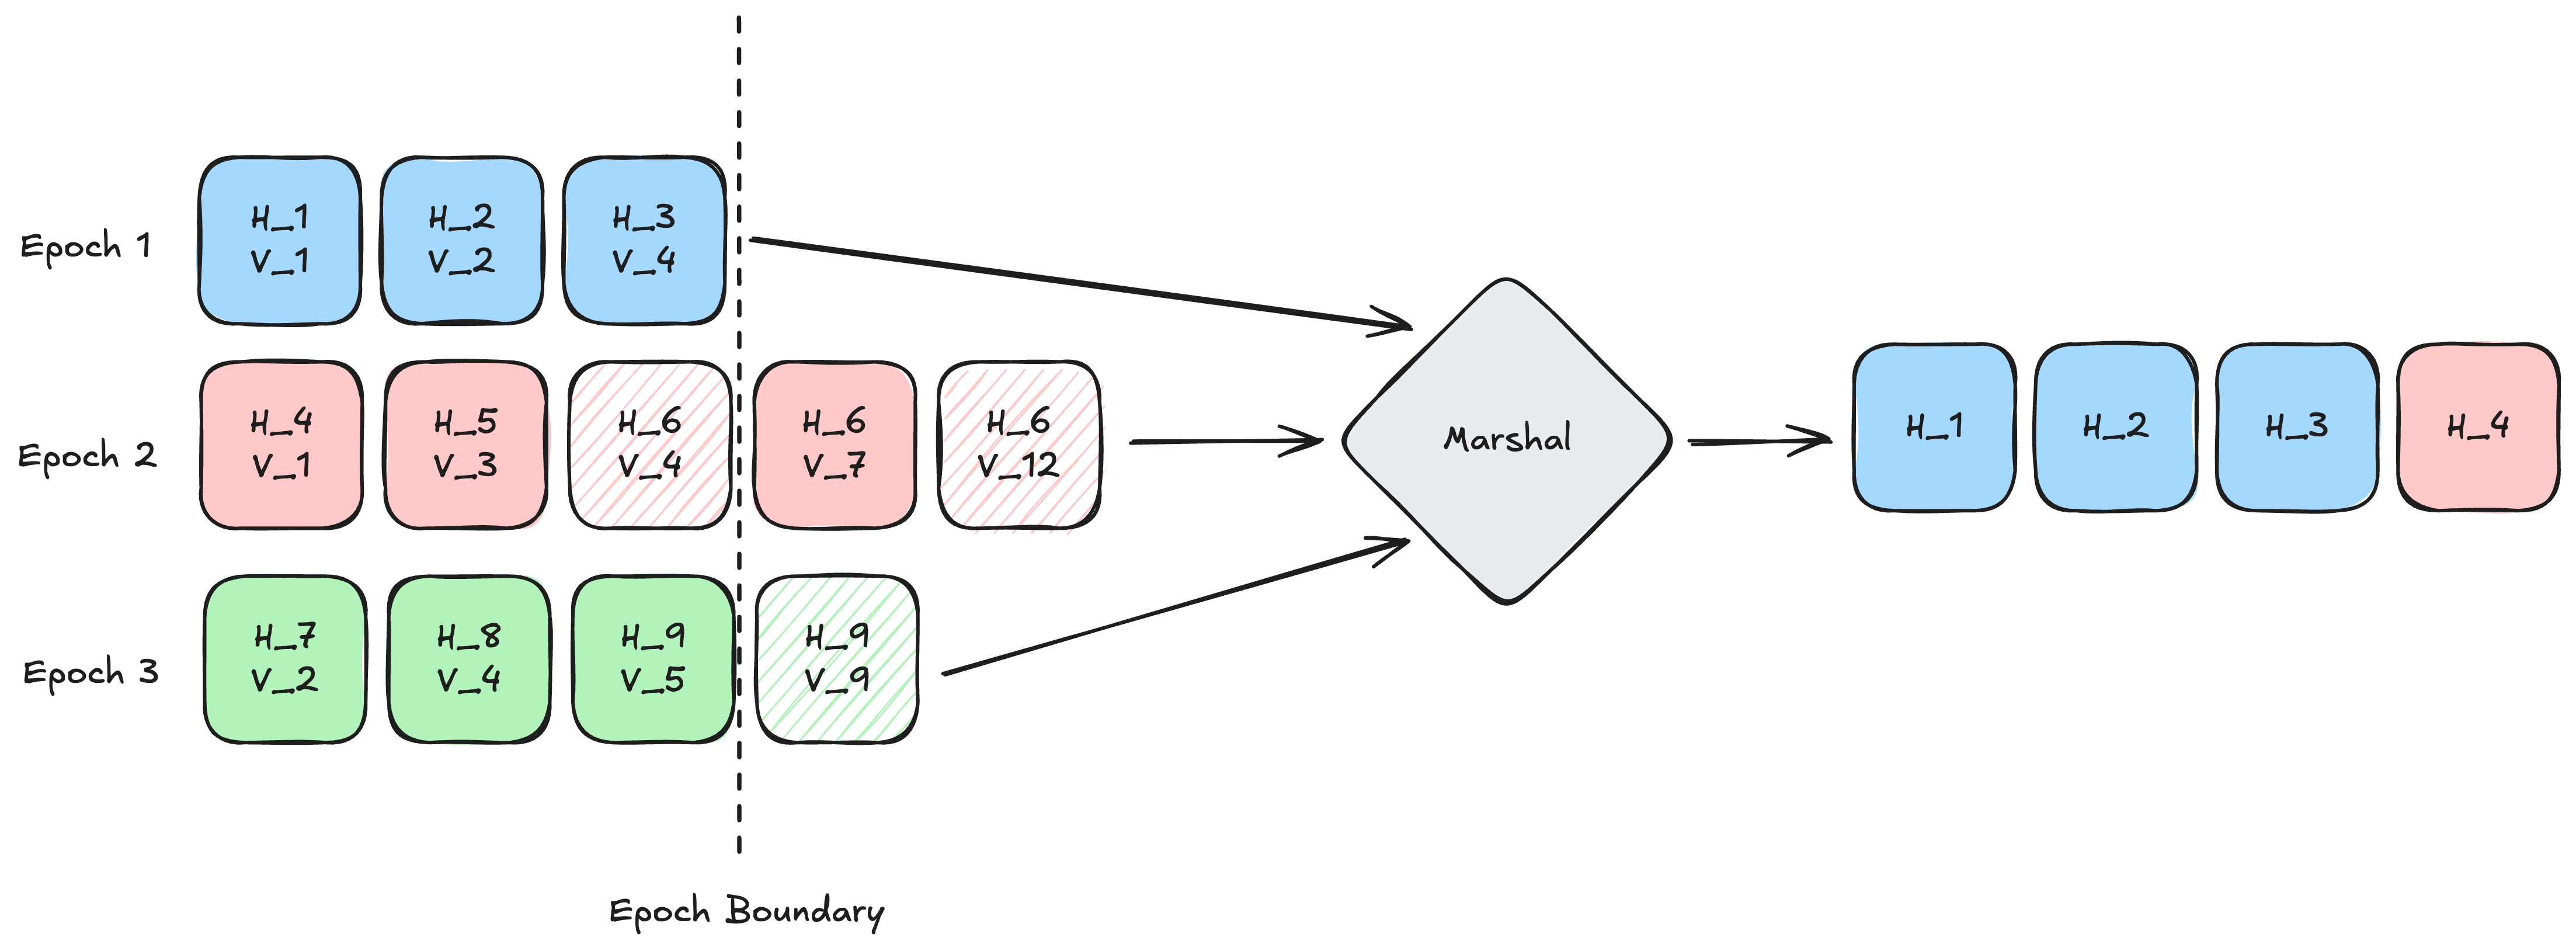 Epoch 1
H_1
V_1
H_2
V_2
H_3
V_4
Epoch 2
H_4
V_1
H_5
V_3
H_6
V_4
H_6
V_7
H_6
V_12
Epoch 3
H_7
V_2
H_8
V_4
H_9
V_5
H_9
V_9
Epoch Boundary
Marshal
H_1
H_2
H_3
H_4